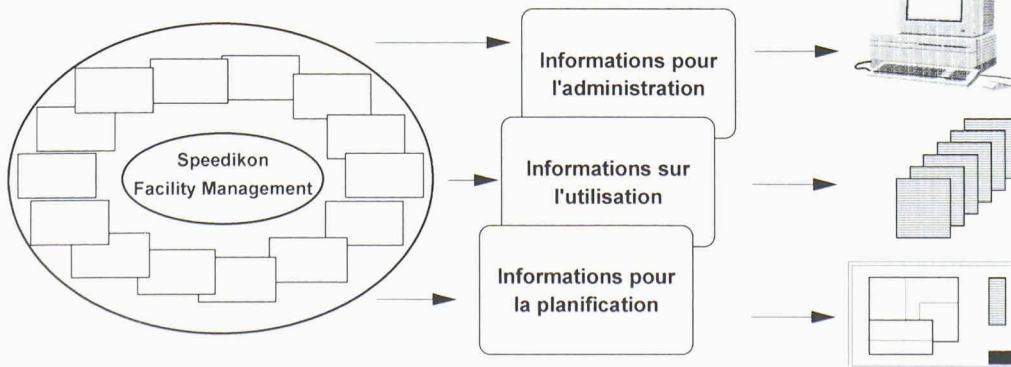 Speedikon
Facility Management
Informations pour
l'administration
Informations sur
l'utilisation
Informations pour
la planification